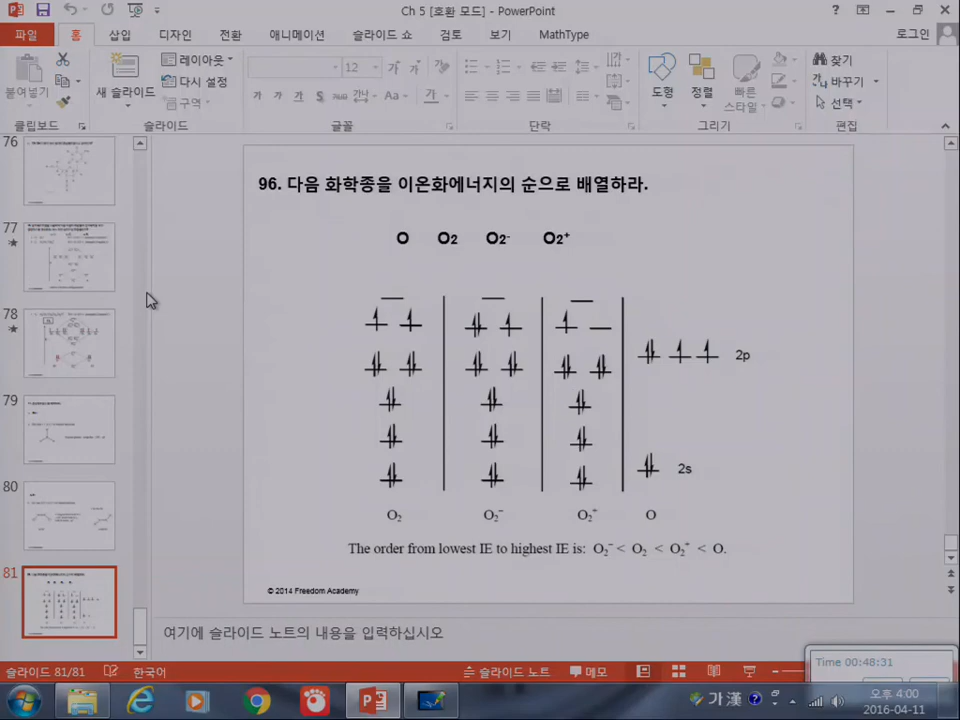 Ch 5 [호환 모드] - PowerPoint
파일 홈 삽입 디자인 전환 애니메이션 슬라이드 쇼 검토 보기 MathType 로그인
붙여넣기
새 슬라이드
레이아웃
다시 설정
구역
12
가 가 가 S abc 간 Aa 가
도형
정렬
빠른 스타일
찾기
바꾸기
선택
클립보드 슬라이드 글꼴 단락 그리기 편집
76
77
78
79
80
81
96. 다음 화학종을 이온화에너지의 순으로 배열하라.
O O₂ O₂⁻ O₂⁺
2p
2s
O₂ O₂⁻ O₂⁺ O
The order from lowest IE to highest IE is: O₂⁻ < O₂ < O₂⁺ < O.
© 2014 Freedom Academy
여기에 슬라이드 노트의 내용을 입력하십시오
슬라이드 81/81 한국어 슬라이드 노트 메모
Time 00:48:31
가 漢
오후 4:00
2016-04-11